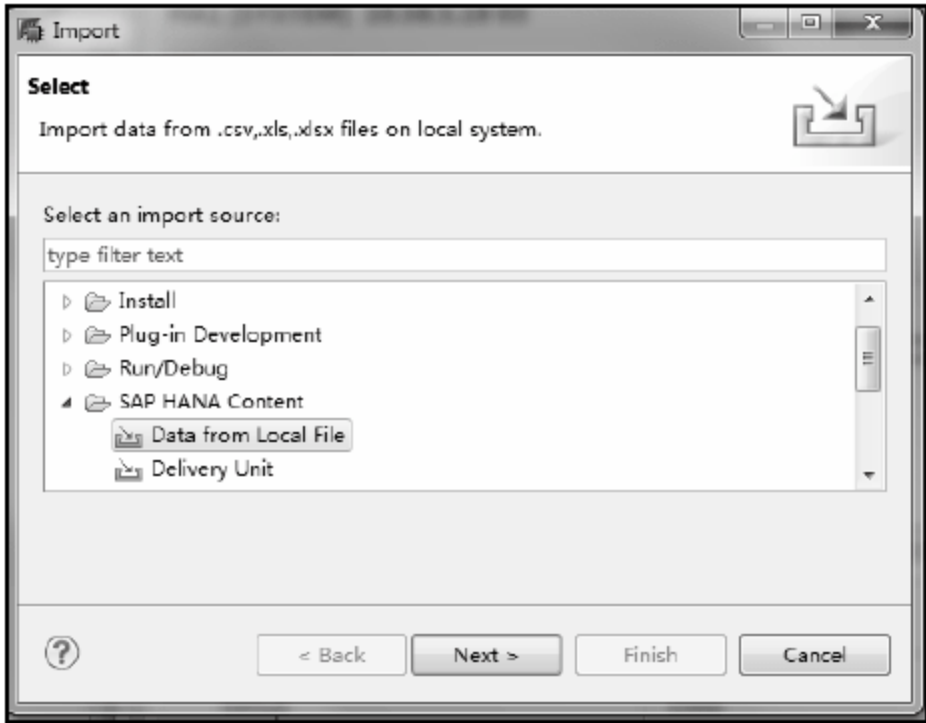 Import
Select
Import data from .csv,.xls,.xlsx files on local system.
Select an import source:
type filter text
Install
Plug-in Development
Run/Debug
SAP HANA Content
Data from Local File
Delivery Unit
?
< Back Next > Finish Cancel